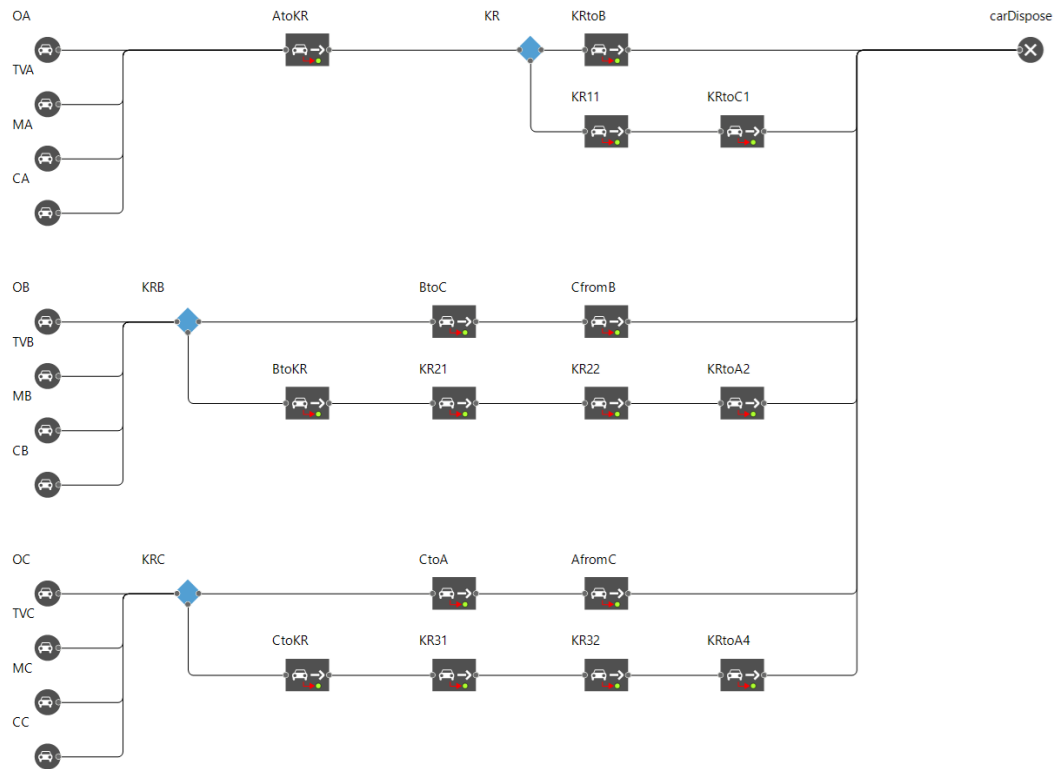 OA
AtoKR
KR
KRtoB
carDispose
TVA
KR11
KRtoC1
MA
CA
OB
KRB
BtoC
CfromB
TVB
BtoKR
KR21
KR22
KRtoA2
MB
CB
OC
KRC
CtoA
AfromC
TVC
CtoKR
KR31
KR32
KRtoA4
MC
CC